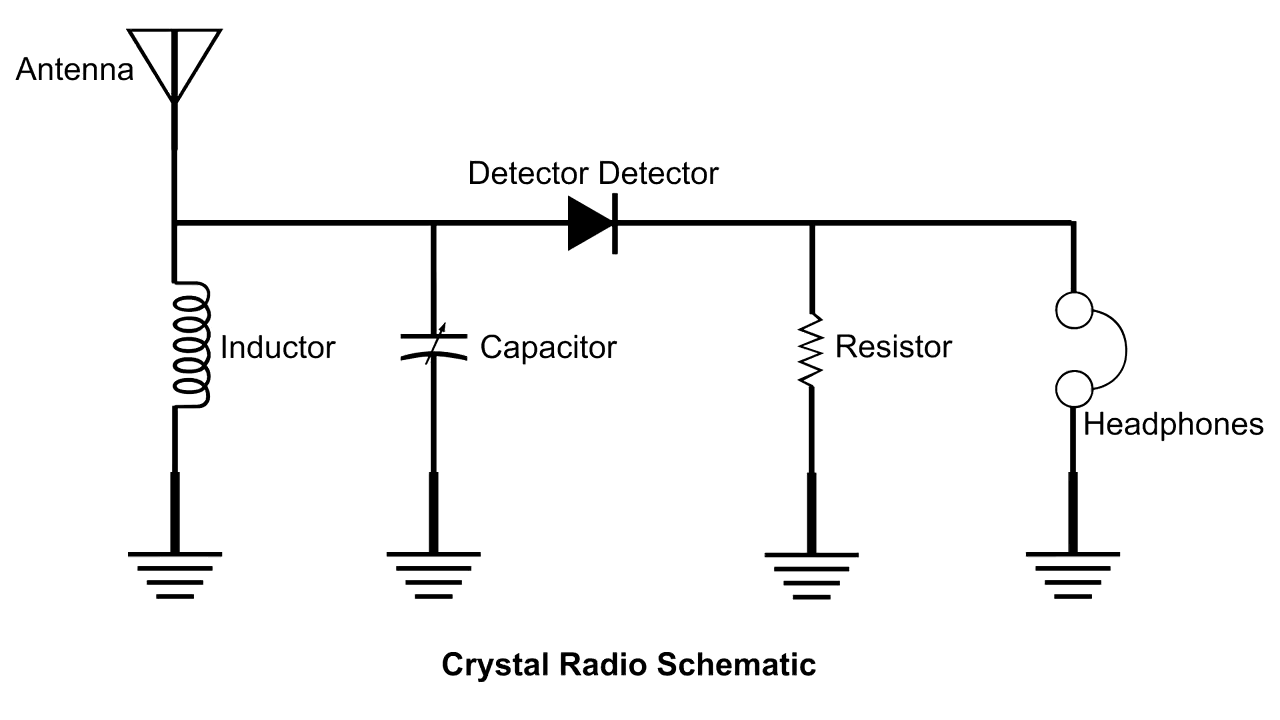 Antenna
Detector Detector
Inductor
Capacitor
Resistor
Headphones
Crystal Radio Schematic